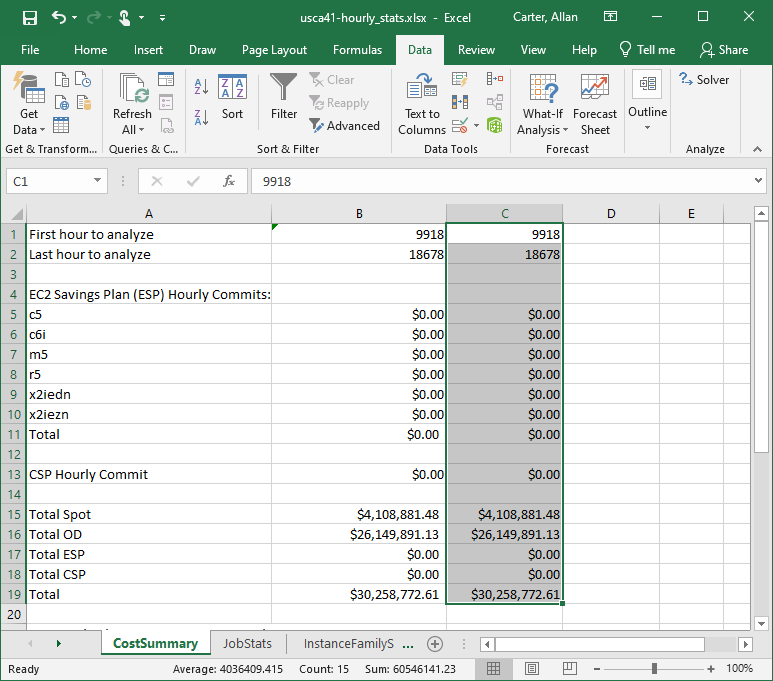 usca41-hourly_stats.xlsx - Excel Carter, Allan
File Home Insert Draw Page Layout Formulas Data Review View Help Tell me Share
Get Data
Refresh All
Sort
Filter
Clear
Reapply
Advanced
Text to Columns
What-If Analysis
Forecast Sheet
Outline
Solver
Get & Transform... Queries & C... Sort & Filter Data Tools Forecast Analyze
C1 fx 9918
A B C D E
1 First hour to analyze 9918 9918
2 Last hour to analyze 18678 18678
3
4 EC2 Savings Plan (ESP) Hourly Commits:
5 c5 $0.00 $0.00
6 c6i $0.00 $0.00
7 m5 $0.00 $0.00
8 r5 $0.00 $0.00
9 x2iedn $0.00 $0.00
10 x2iezn $0.00 $0.00
11 Total $0.00 $0.00
12
13 CSP Hourly Commit $0.00 $0.00
14
15 Total Spot $4,108,881.48 $4,108,881.48
16 Total OD $26,149,891.13 $26,149,891.13
17 Total ESP $0.00 $0.00
18 Total CSP $0.00 $0.00
19 Total $30,258,772.61 $30,258,772.61
20
CostSummary JobStats InstanceFamilyS ...
Ready Average: 4036409.415 Count: 15 Sum: 60546141.23 100%